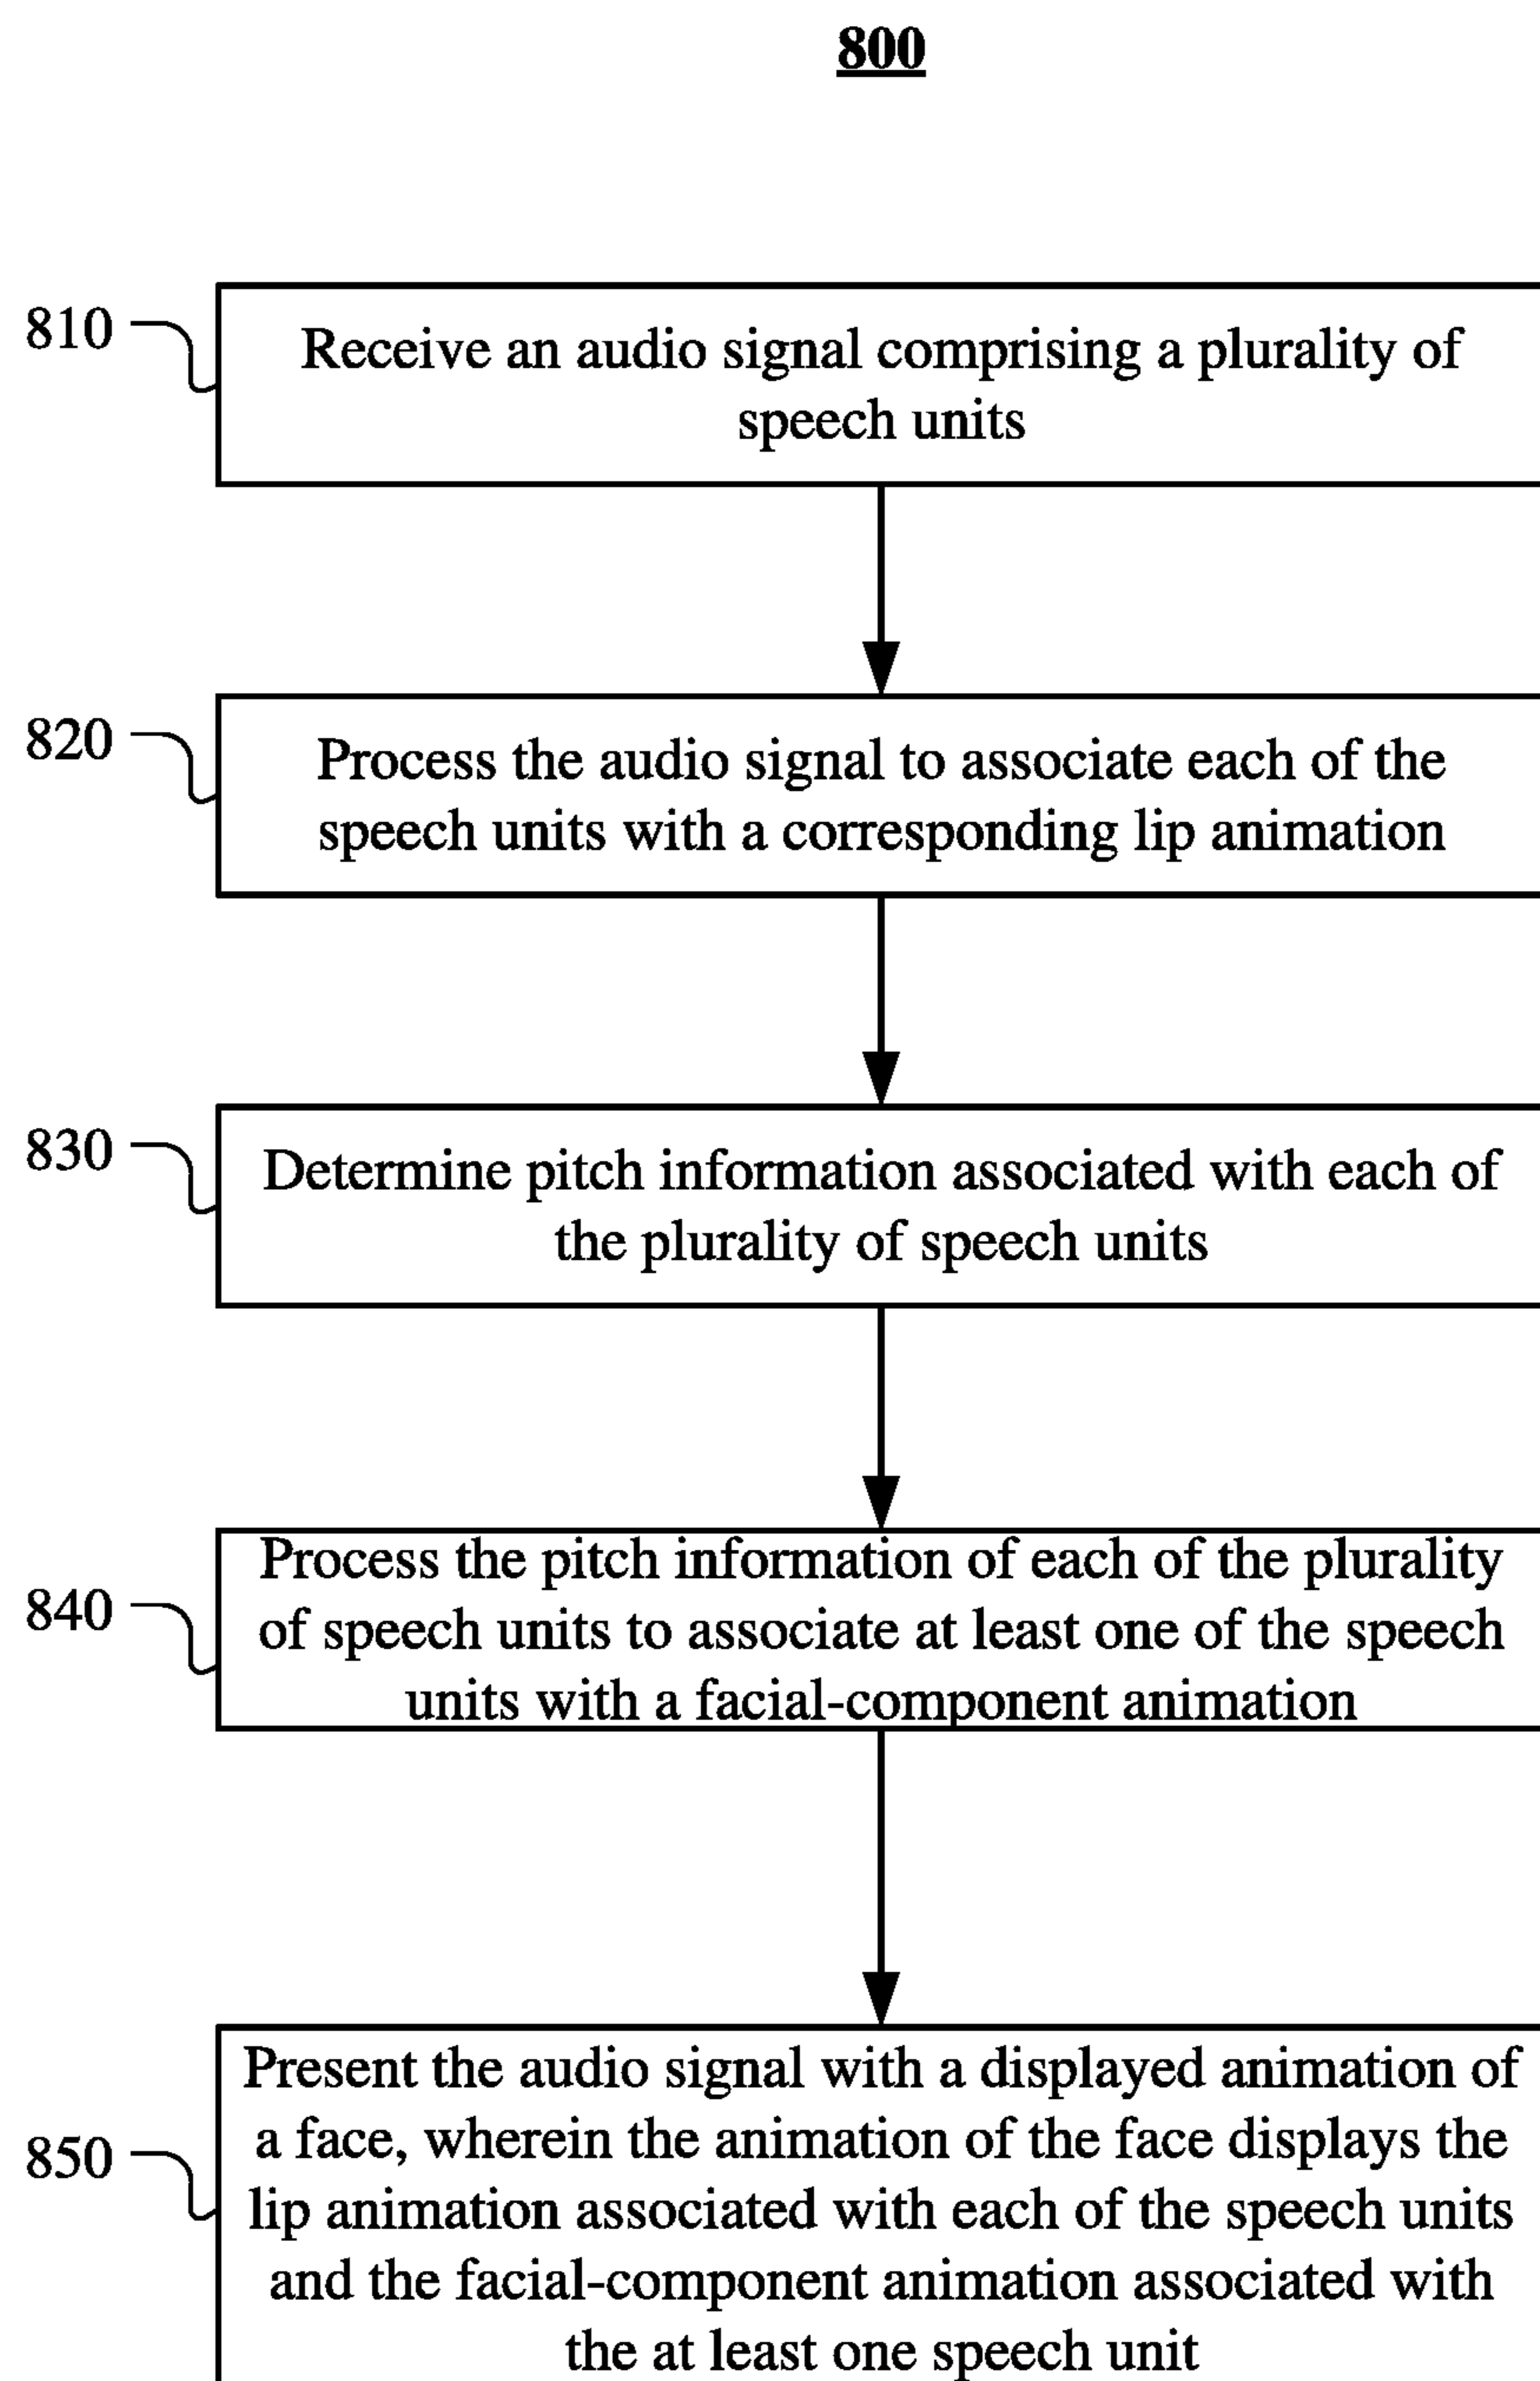 800
810
Receive an audio signal comprising a plurality of
speech units
820
Process the audio signal to associate each of the
speech units with a corresponding lip animation
830
Determine pitch information associated with each of
the plurality of speech units
840
Process the pitch information of each of the plurality
of speech units to associate at least one of the speech
units with a facial-component animation
850
Present the audio signal with a displayed animation of
a face, wherein the animation of the face displays the
lip animation associated with each of the speech units
and the facial-component animation associated with
the at least one speech unit